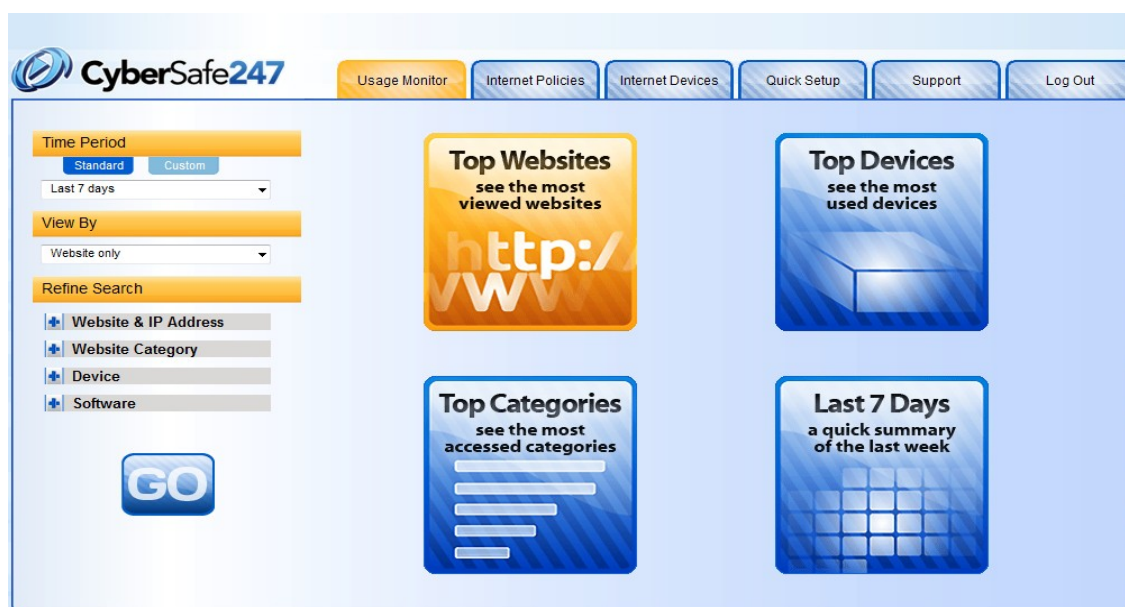 CyberSafe247
Usage Monitor
Internet Policies
Internet Devices
Quick Setup
Support
Log Out
Time Period
Standard
Custom
Last 7 days
View By
Website only
Refine Search
Website & IP Address
Website Category
Device
Software
GO
Top Websites
see the most
viewed websites
http:/
www
Top Devices
see the most
used devices
Top Categories
see the most
accessed categories
Last 7 Days
a quick summary
of the last week